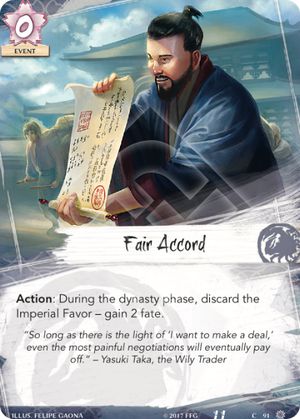 0
EVENT
Fair Accord
Action: During the dynasty phase, discard the
Imperial Favor – gain 2 fate.
“So long as there is the light of ‘I want to make a deal,’
even the most painful negotiations will eventually pay
off.” – Yasuki Taka, the Wily Trader
ILLUS. FELIPE GAONA
© 2017 FFG
11
C 91